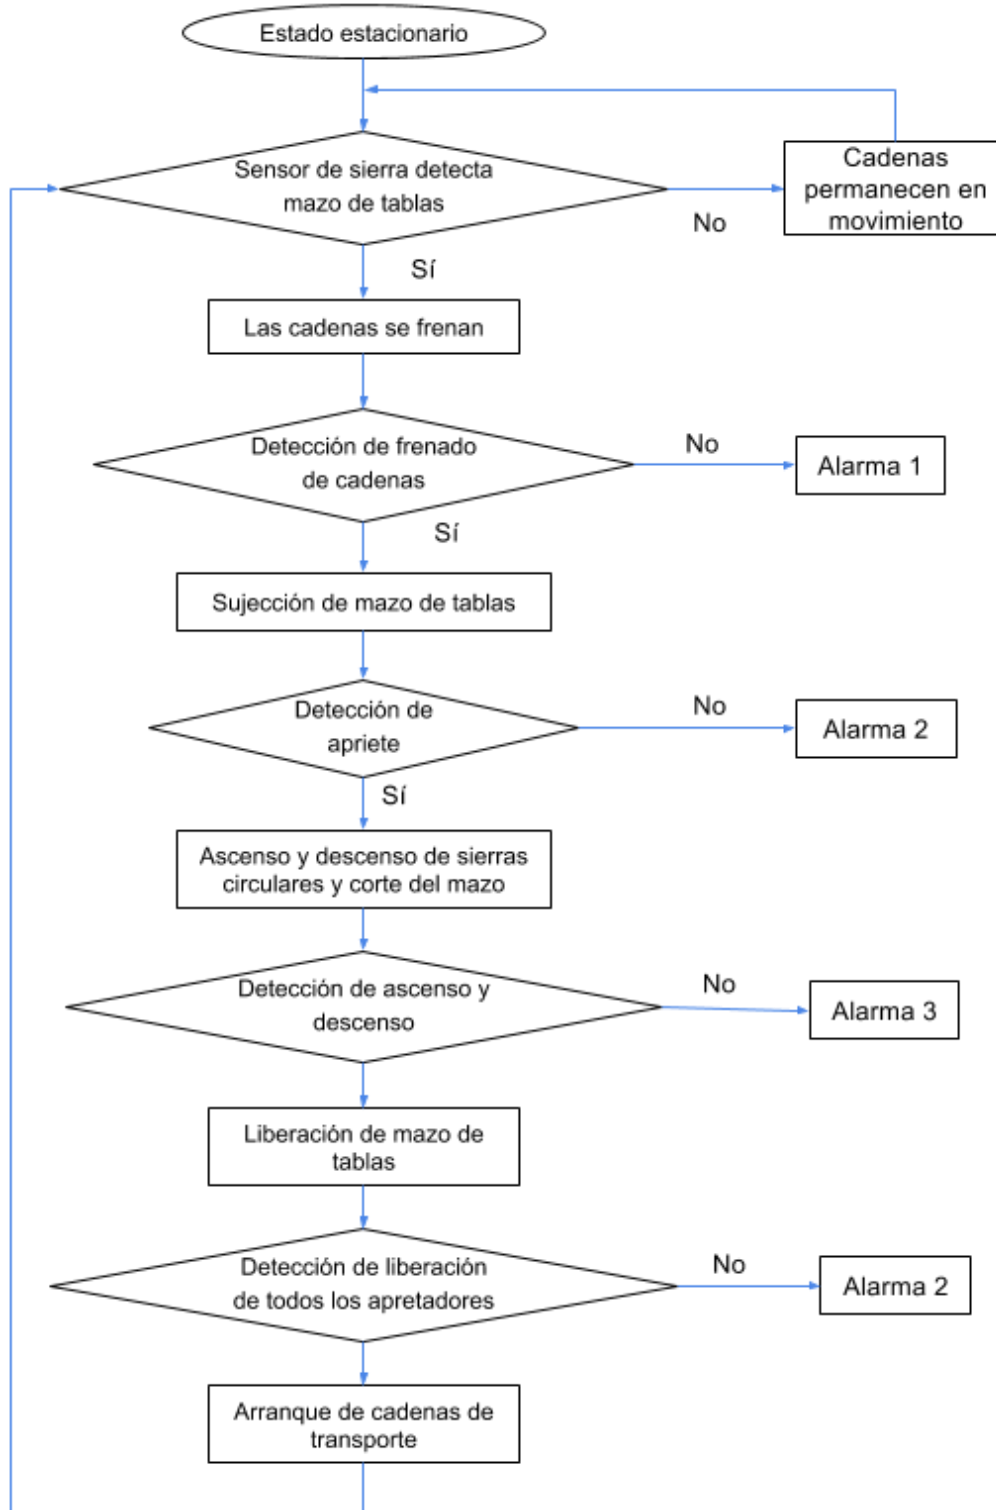 Estado estacionario
Sensor de sierra detecta
mazo de tablas
No
Cadenas
permanecen en
movimiento
Sí
Las cadenas se frenan
Detección de frenado
de cadenas
No
Alarma 1
Sí
Sujección de mazo de tablas
Detección de
apriete
No
Alarma 2
Sí
Ascenso y descenso de sierras
circulares y corte del mazo
Detección de ascenso y
descenso
No
Alarma 3
Liberación de mazo de
tablas
Detección de liberación
de todos los apretadores
No
Alarma 2
Arranque de cadenas de
transporte